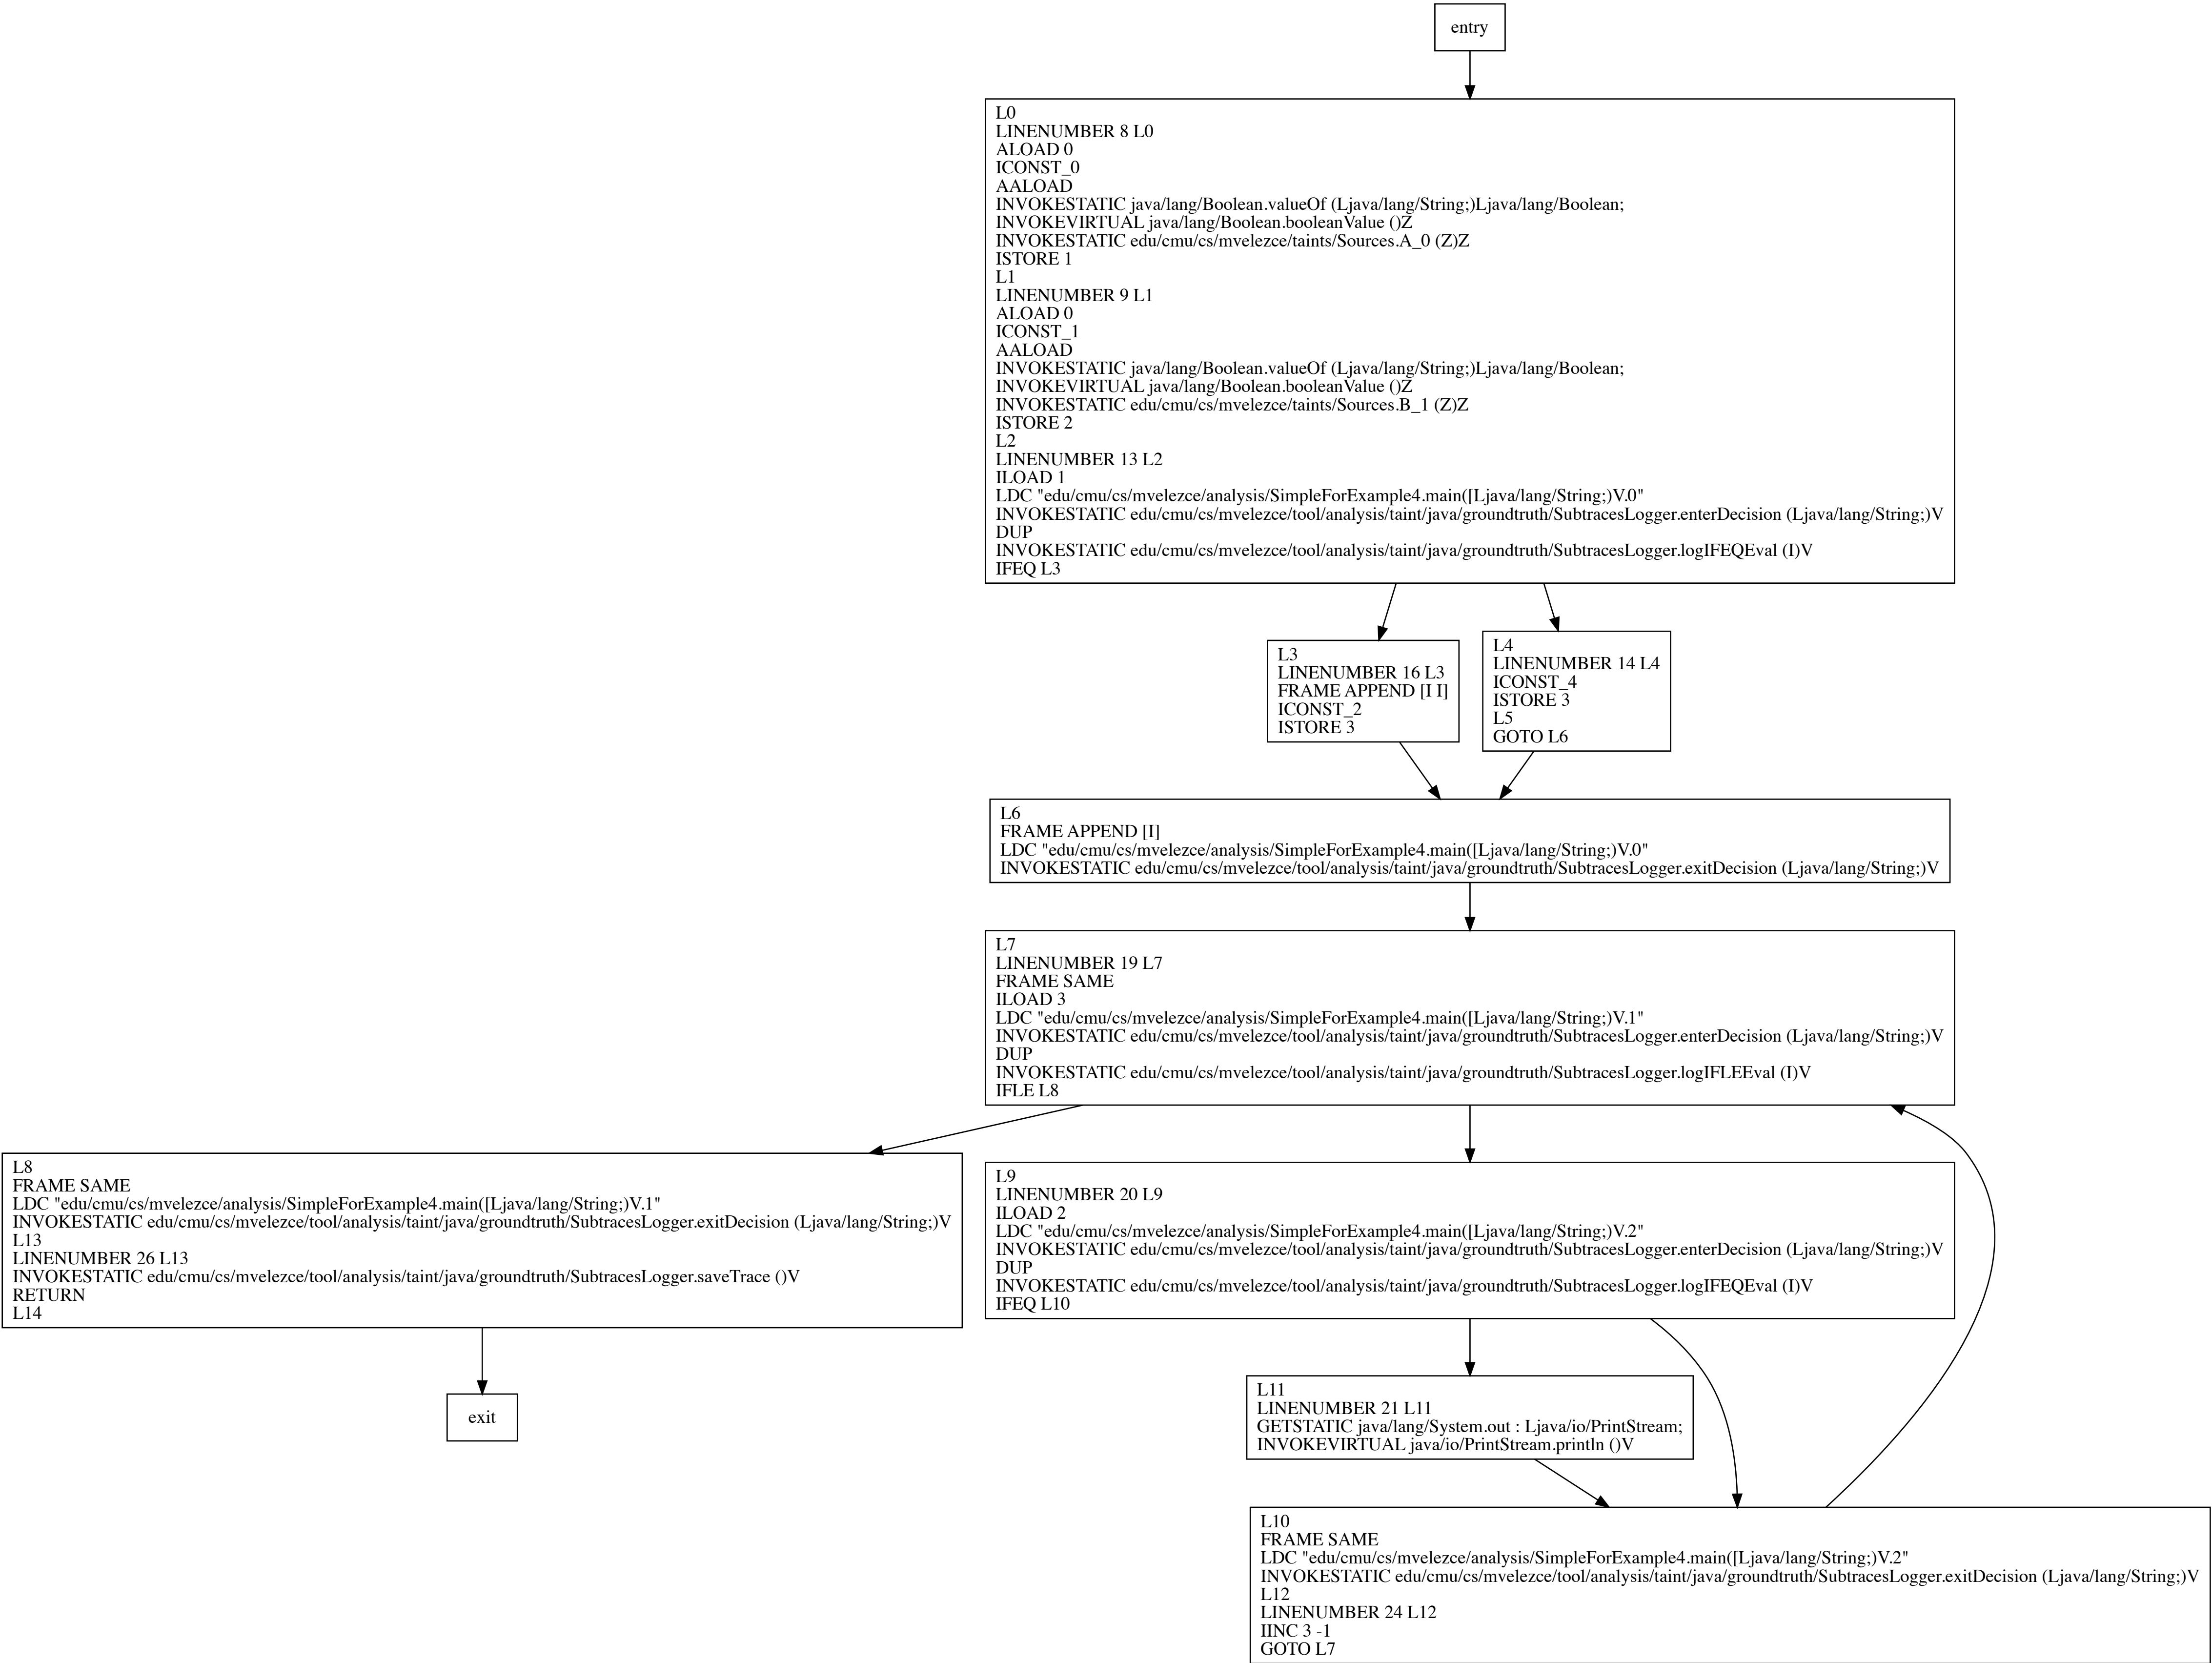 entry
L0
LINENUMBER 8 L0
ALOAD 0
ICONST_0
AALOAD
INVOKESTATIC java/lang/Boolean.valueOf (Ljava/lang/String;)Ljava/lang/Boolean;
INVOKEVIRTUAL java/lang/Boolean.booleanValue ()Z
INVOKESTATIC edu/cmu/cs/mvelezce/taints/Sources.A_0 (Z)Z
ISTORE 1
L1
LINENUMBER 9 L1
ALOAD 0
ICONST_1
AALOAD
INVOKESTATIC java/lang/Boolean.valueOf (Ljava/lang/String;)Ljava/lang/Boolean;
INVOKEVIRTUAL java/lang/Boolean.booleanValue ()Z
INVOKESTATIC edu/cmu/cs/mvelezce/taints/Sources.B_1 (Z)Z
ISTORE 2
L2
LINENUMBER 13 L2
ILOAD 1
LDC "edu/cmu/cs/mvelezce/analysis/SimpleForExample4.main([Ljava/lang/String;)V.0"
INVOKESTATIC edu/cmu/cs/mvelezce/tool/analysis/taint/java/groundtruth/SubtracesLogger.enterDecision (Ljava/lang/String;)V
DUP
INVOKESTATIC edu/cmu/cs/mvelezce/tool/analysis/taint/java/groundtruth/SubtracesLogger.logIFEQEval (I)V
IFEQ L3
L3
LINENUMBER 16 L3
FRAME APPEND [I I]
ICONST_2
ISTORE 3
L4
LINENUMBER 14 L4
ICONST_4
ISTORE 3
L5
GOTO L6
L6
FRAME APPEND [I]
LDC "edu/cmu/cs/mvelezce/analysis/SimpleForExample4.main([Ljava/lang/String;)V.0"
INVOKESTATIC edu/cmu/cs/mvelezce/tool/analysis/taint/java/groundtruth/SubtracesLogger.exitDecision (Ljava/lang/String;)V
L7
LINENUMBER 19 L7
FRAME SAME
ILOAD 3
LDC "edu/cmu/cs/mvelezce/analysis/SimpleForExample4.main([Ljava/lang/String;)V.1"
INVOKESTATIC edu/cmu/cs/mvelezce/tool/analysis/taint/java/groundtruth/SubtracesLogger.enterDecision (Ljava/lang/String;)V
DUP
INVOKESTATIC edu/cmu/cs/mvelezce/tool/analysis/taint/java/groundtruth/SubtracesLogger.logIFLEEval (I)V
IFLE L8
L8
FRAME SAME
LDC "edu/cmu/cs/mvelezce/analysis/SimpleForExample4.main([Ljava/lang/String;)V.1"
INVOKESTATIC edu/cmu/cs/mvelezce/tool/analysis/taint/java/groundtruth/SubtracesLogger.exitDecision (Ljava/lang/String;)V
L13
LINENUMBER 26 L13
INVOKESTATIC edu/cmu/cs/mvelezce/tool/analysis/taint/java/groundtruth/SubtracesLogger.saveTrace ()V
RETURN
L14
L9
LINENUMBER 20 L9
ILOAD 2
LDC "edu/cmu/cs/mvelezce/analysis/SimpleForExample4.main([Ljava/lang/String;)V.2"
INVOKESTATIC edu/cmu/cs/mvelezce/tool/analysis/taint/java/groundtruth/SubtracesLogger.enterDecision (Ljava/lang/String;)V
DUP
INVOKESTATIC edu/cmu/cs/mvelezce/tool/analysis/taint/java/groundtruth/SubtracesLogger.logIFEQEval (I)V
IFEQ L10
exit
L11
LINENUMBER 21 L11
GETSTATIC java/lang/System.out : Ljava/io/PrintStream;
INVOKEVIRTUAL java/io/PrintStream.println ()V
L10
FRAME SAME
LDC "edu/cmu/cs/mvelezce/analysis/SimpleForExample4.main([Ljava/lang/String;)V.2"
INVOKESTATIC edu/cmu/cs/mvelezce/tool/analysis/taint/java/groundtruth/SubtracesLogger.exitDecision (Ljava/lang/String;)V
L12
LINENUMBER 24 L12
IINC 3 -1
GOTO L7